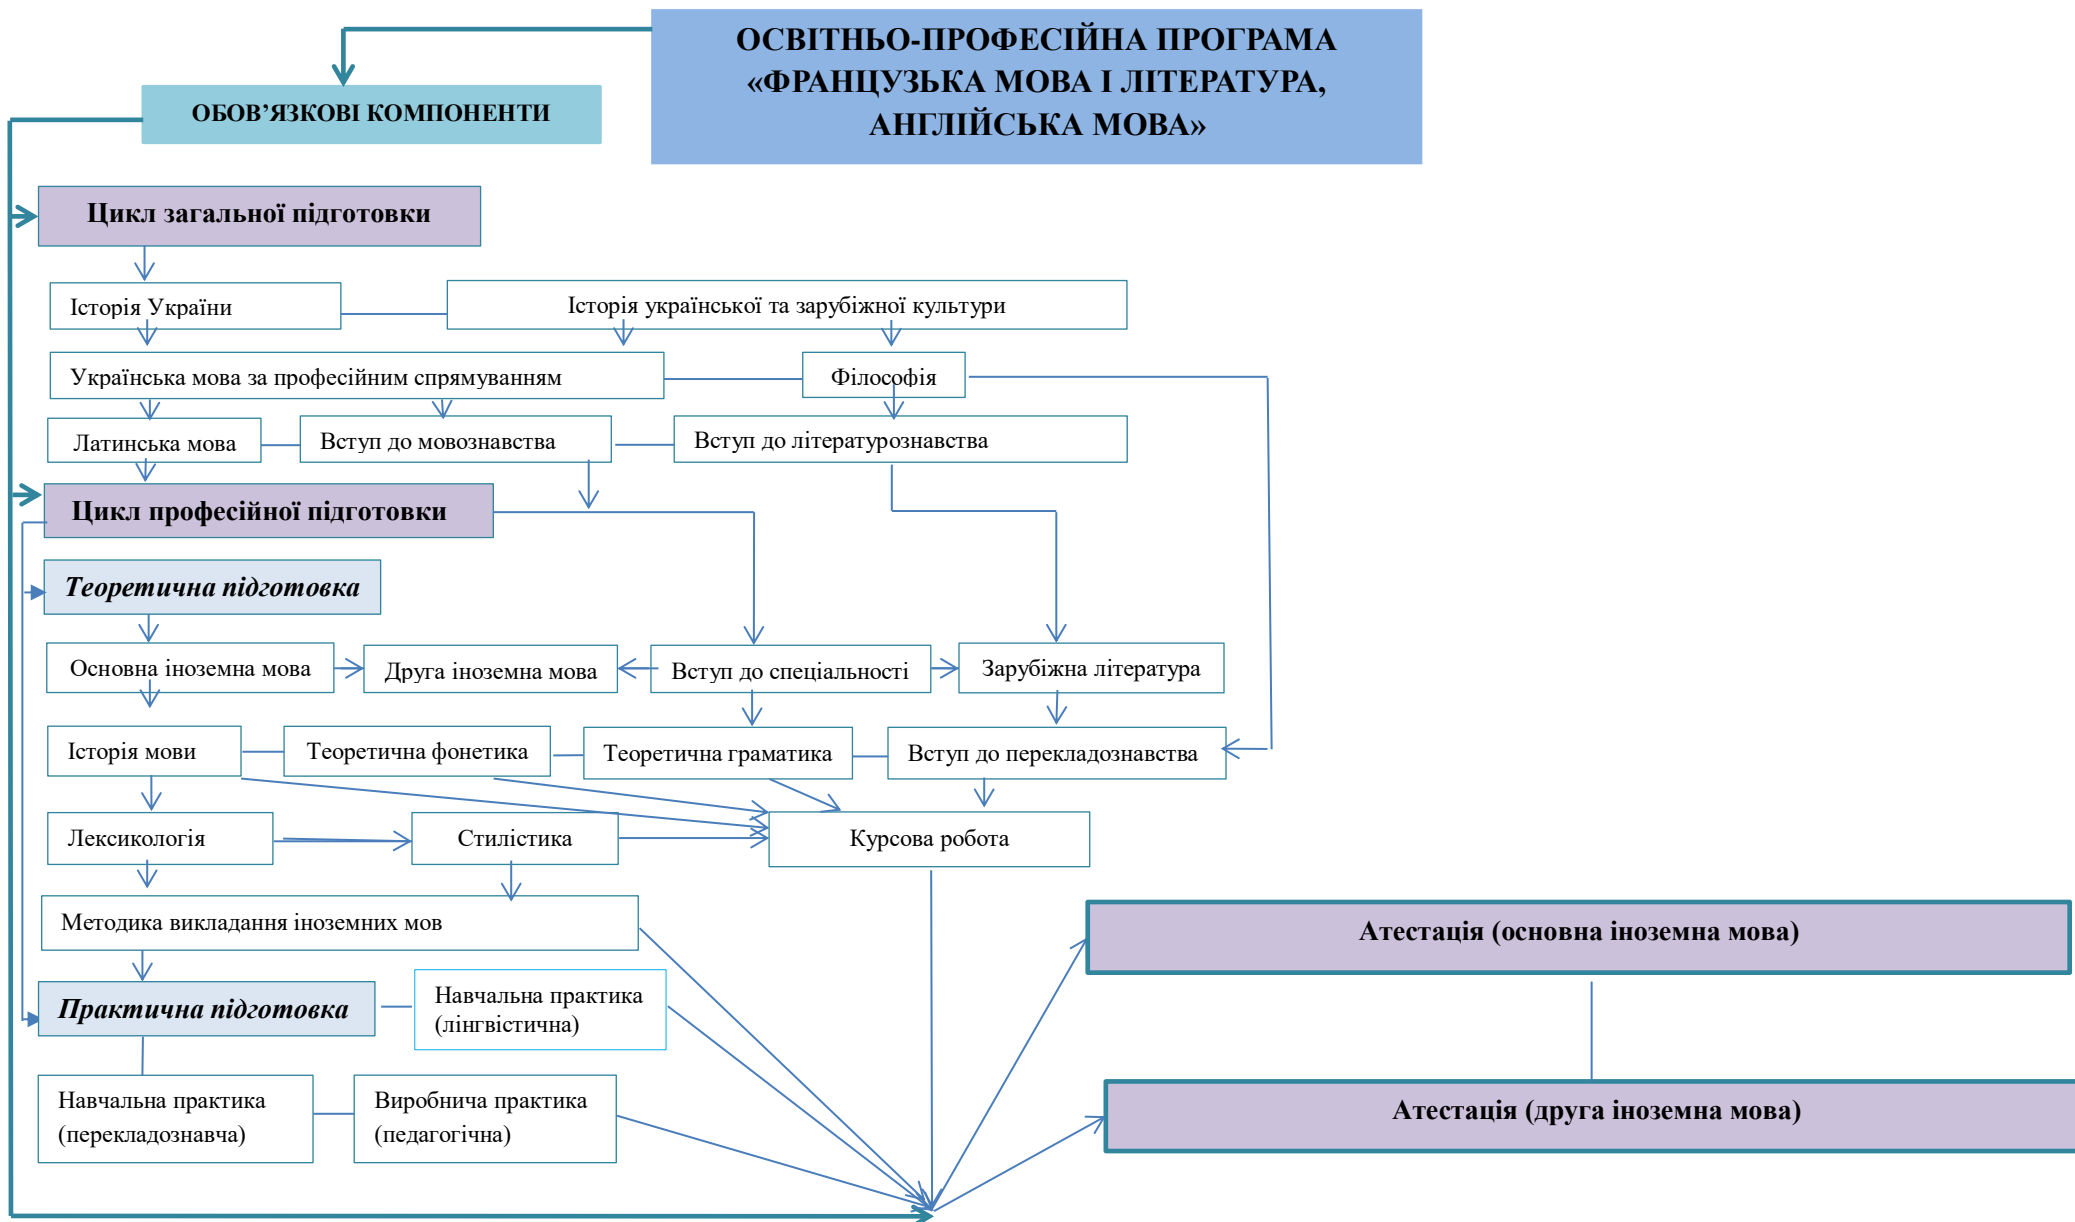 ОСВІТНЬО-ПРОФЕСІЙНА ПРОГРАМА
«ФРАНЦУЗЬКА МОВА І ЛІТЕРАТУРА,
АНГЛІЙСЬКА МОВА»
ОБОВ’ЯЗКОВІ КОМПОНЕНТИ
Цикл загальної підготовки
Історія України
Історія української та зарубіжної культури
Українська мова за професійним спрямуванням
Філософія
Латинська мова
Вступ до мовознавства
Вступ до літературознавства
Цикл професійної підготовки
Теоретична підготовка
Основна іноземна мова
Друга іноземна мова
Вступ до спеціальності
Зарубіжна література
Історія мови
Теоретична фонетика
Теоретична граматика
Вступ до перекладознавства
Лексикологія
Стилістика
Курсова робота
Методика викладання іноземних мов
Атестація (основна іноземна мова)
Практична підготовка
Навчальна практика
(лінгвістична)
Навчальна практика
(перекладознавча)
Виробнича практика
(педагогічна)
Атестація (друга іноземна мова)